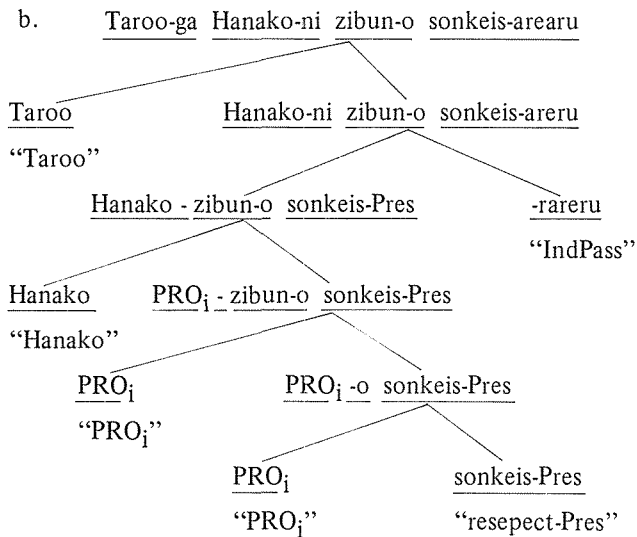 b. Taroo-ga Hanako-ni zibun-o sonkeis-arearu
Taroo Hanako-ni zibun-o sonkeis-areru
“Taroo”
Hanako - zibun-o sonkeis-Pres -rareru
“IndPass”
Hanako PROi - zibun-o sonkeis-Pres
“Hanako”
PROi PROi -o sonkeis-Pres
“PROi”
PROi sonkeis-Pres
“PROi” “resepect-Pres”